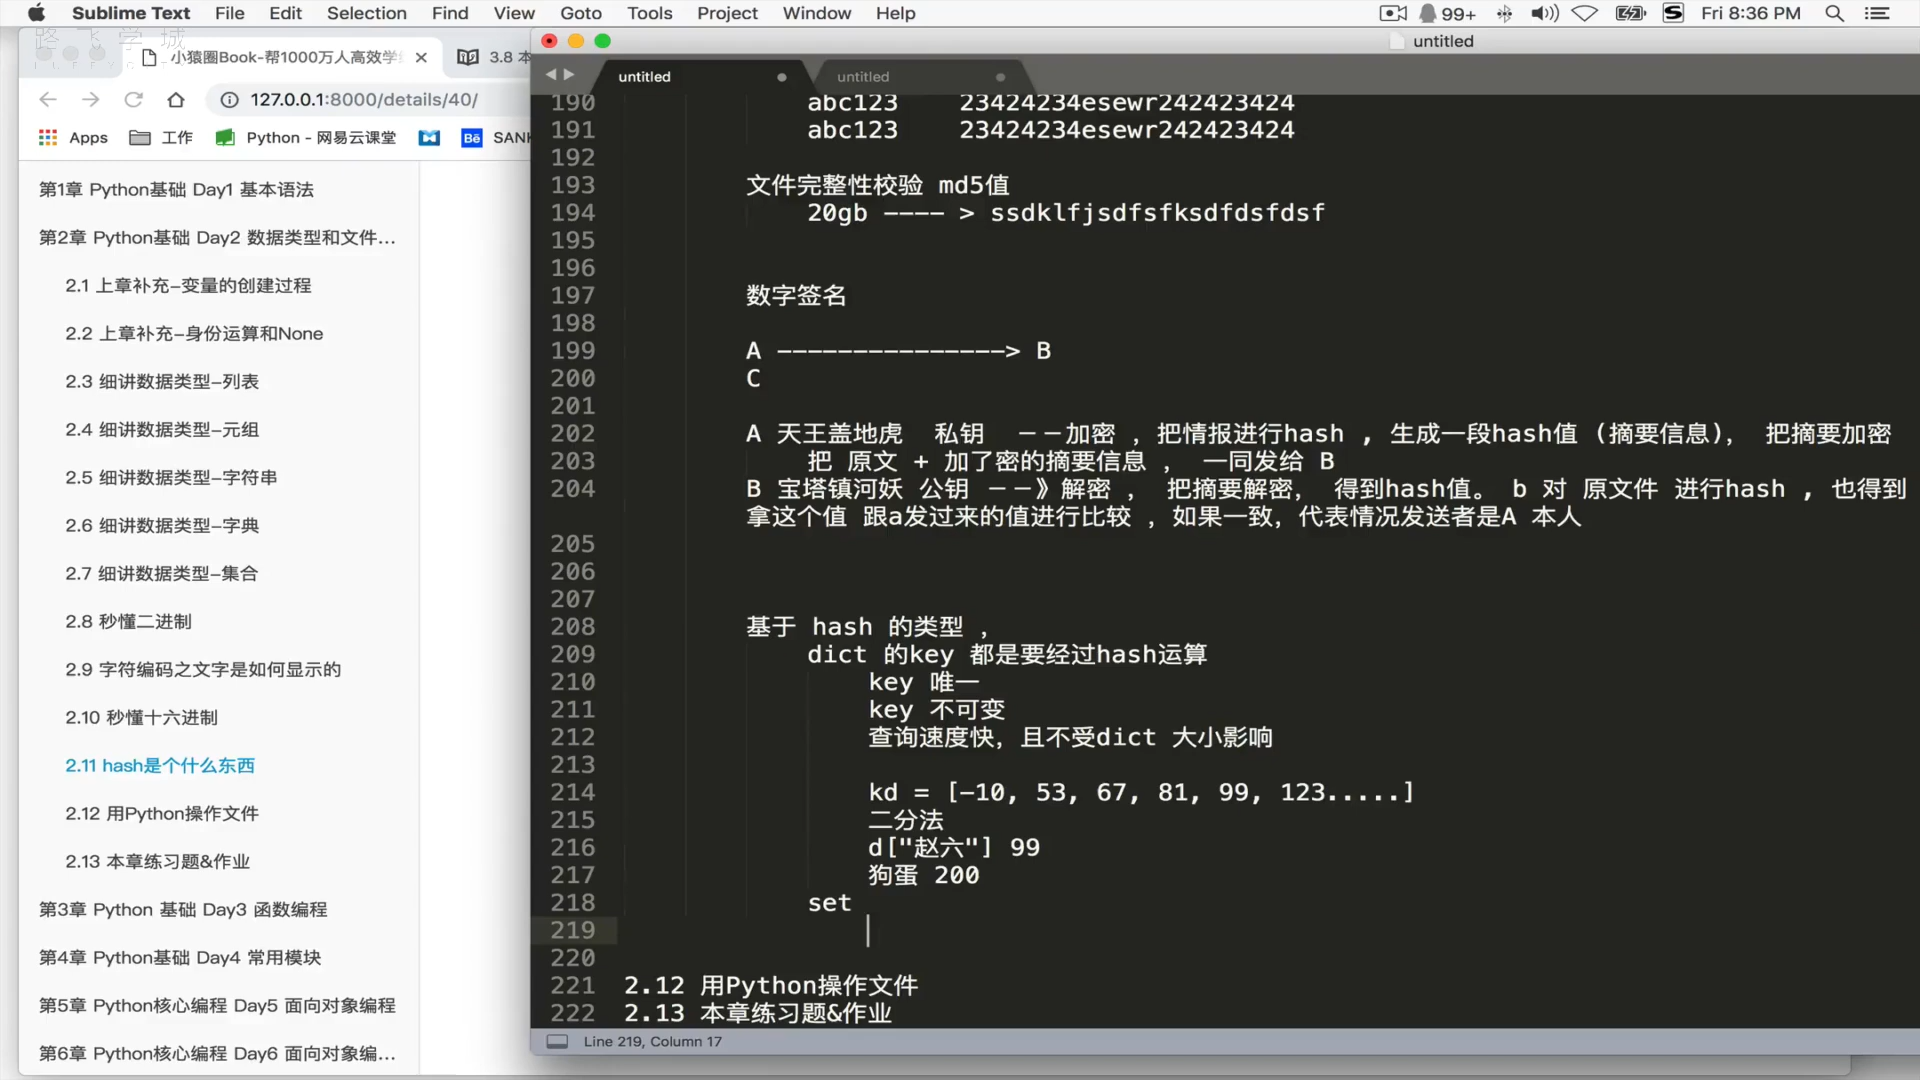 Sublime Text File Edit Selection Find View Goto Tools Project Window Help 99+ Fri 8:36 PM
路飞学城
小猿圈Book-帮1000万人高效学
3.8 本
untitled
127.0.0.1:8000/details/40/
Apps 工作 Python - 网易云课堂 Bē SANK
第1章 Python基础 Day1 基本语法
第2章 Python基础 Day2 数据类型和文件...
2.1 上章补充-变量的创建过程
2.2 上章补充-身份运算和None
2.3 细讲数据类型-列表
2.4 细讲数据类型-元组
2.5 细讲数据类型-字符串
2.6 细讲数据类型-字典
2.7 细讲数据类型-集合
2.8 秒懂二进制
2.9 字符编码之文字是如何显示的
2.10 秒懂十六进制
2.11 hash是个什么东西
2.12 用Python操作文件
2.13 本章练习题&作业
第3章 Python 基础 Day3 函数编程
第4章 Python基础 Day4 常用模块
第5章 Python核心编程 Day5 面向对象编程
第6章 Python核心编程 Day6 面向对象编...
untitled untitled
190 abc123 23424234esewr242423424
191 abc123 23424234esewr242423424
192
193 文件完整性校验 md5值
194 20gb ---- > ssdklfjsdfsfksdfdsfdsf
195
196
197 数字签名
198
199 A ---------------> B
200 C
201
202 A 天王盖地虎 私钥 －－加密 ，把情报进行hash , 生成一段hash值 (摘要信息)， 把摘要加密
203 把 原文 + 加了密的摘要信息 ， 一同发给 B
204 B 宝塔镇河妖 公钥 －－》解密 ， 把摘要解密， 得到hash值。 b 对 原文件 进行hash , 也得到
拿这个值 跟a发过来的值进行比较 ，如果一致，代表情况发送者是A 本人
205
206
207
208 基于 hash 的类型 ，
209 dict 的key 都是要经过hash运算
210 key 唯一
211 key 不可变
212 查询速度快，且不受dict 大小影响
213
214 kd = [-10, 53, 67, 81, 99, 123.....]
215 二分法
216 d["赵六"] 99
217 狗蛋 200
218 set
219
220
221 2.12 用Python操作文件
222 2.13 本章练习题&作业
Line 219, Column 17